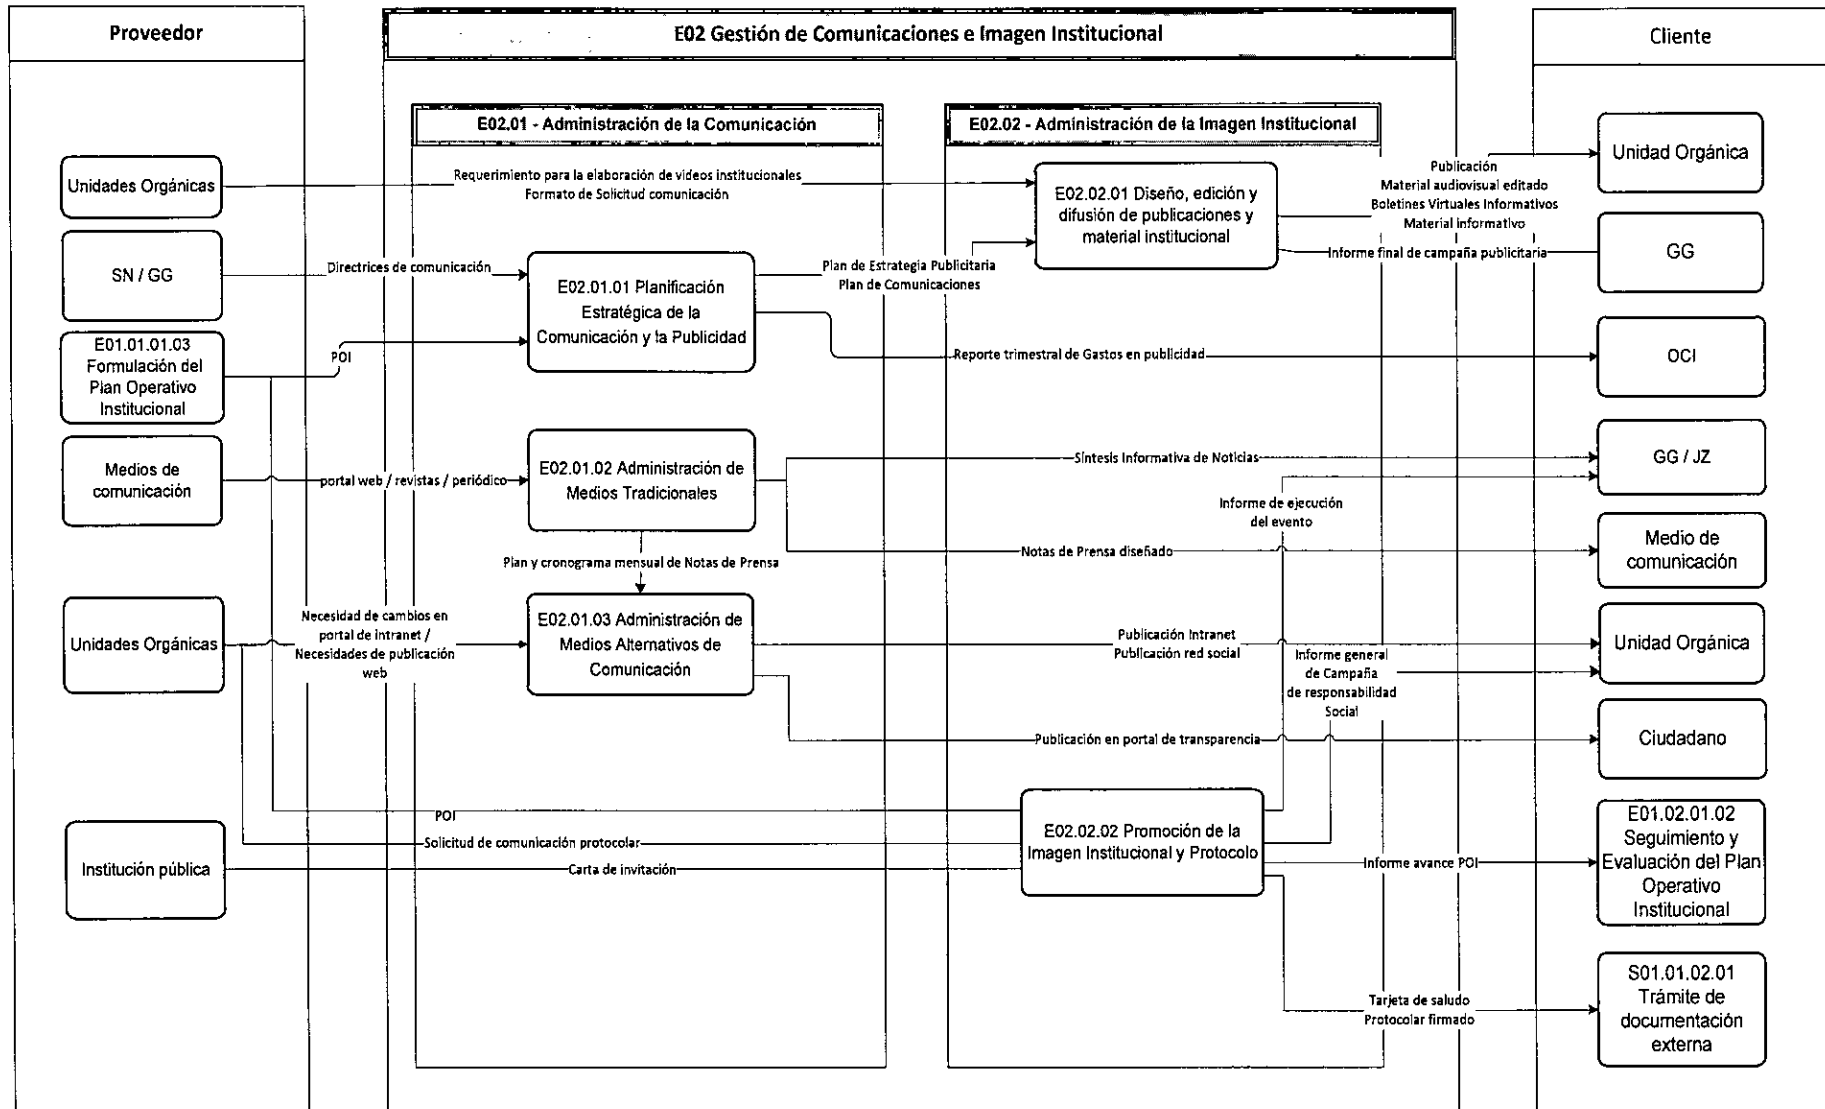 Proveedor
E02 Gestión de Comunicaciones e Imagen Institucional
Cliente
E02.01 - Administración de la Comunicación
E02.02 - Administración de la Imagen Institucional
Unidades Orgánicas
Requerimiento para la elaboración de videos institucionales
Formato de Solicitud comunicación
E02.02.01 Diseño, edición y
difusión de publicaciones y
material institucional
Publicación
Material audiovisual editado
Boletines Virtuales Informativos
Material informativo
Unidad Orgánica
SN / GG
Directrices de comunicación
E02.01.01 Planificación
Estratégica de la
Comunicación y la Publicidad
Plan de Estrategia Publicitaria
Plan de Comunicaciones
Informe final de campaña publicitaria
GG
E01.01.01.03
Formulación del
Plan Operativo
Institucional
POI
Reporte trimestral de Gastos en publicidad
OCI
Medios de
comunicación
portal web / revistas / periódico
E02.01.02 Administración de
Medios Tradicionales
Síntesis Informativa de Noticias
GG / JZ
Informe de ejecución
del evento
Notas de Prensa diseñado
Medio de
comunicación
Plan y cronograma mensual de Notas de Prensa
Unidades Orgánicas
Necesidad de cambios en
portal de intranet /
Necesidades de publicación
web
E02.01.03 Administración de
Medios Alternativos de
Comunicación
Publicación Intranet
Publicación red social
Informe general
de Campaña
de responsabilidad
Social
Unidad Orgánica
Publicación en portal de transparencia
Ciudadano
POI
Solicitud de comunicación protocolar
Institución pública
Carta de invitación
E02.02.02 Promoción de la
Imagen Institucional y Protocolo
Informe avance POI
E01.02.01.02
Seguimiento y
Evaluación del Plan
Operativo
Institucional
Tarjeta de saludo
Protocolar firmado
S01.01.02.01
Trámite de
documentación
externa